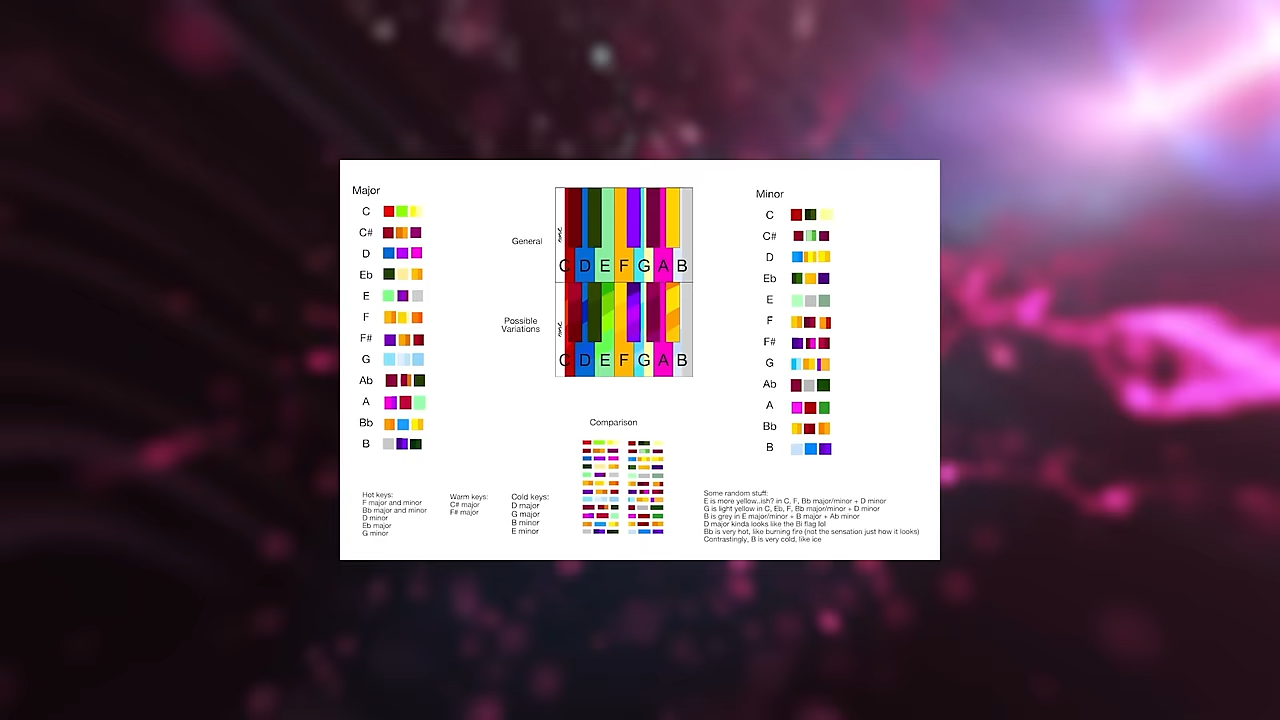 Major
C
C#
D
Eb
E
F
F#
G
Ab
A
Bb
B
General
none
C D E F G A B
Possible
Variations
none
C D E F G A B
Minor
C
C#
D
Eb
E
F
F#
G
Ab
A
Bb
B
Comparison
Hot keys:
F major and minor
Bb major and minor
D minor
Eb major
G minor
Warm keys:
C# major
F# major
Cold keys:
D major
G major
B minor
E minor
Some random stuff:
E is more yellow..ish? in C, F, Bb major/minor + D minor
G is light yellow in C, Eb, F, Bb major/minor + D minor
B is grey in E major/minor + B major + Ab minor
D major kinda looks like the Bi flag lol
Bb is very hot, like burning fire (not the sensation just how it looks)
Contrastingly, B is very cold, like ice